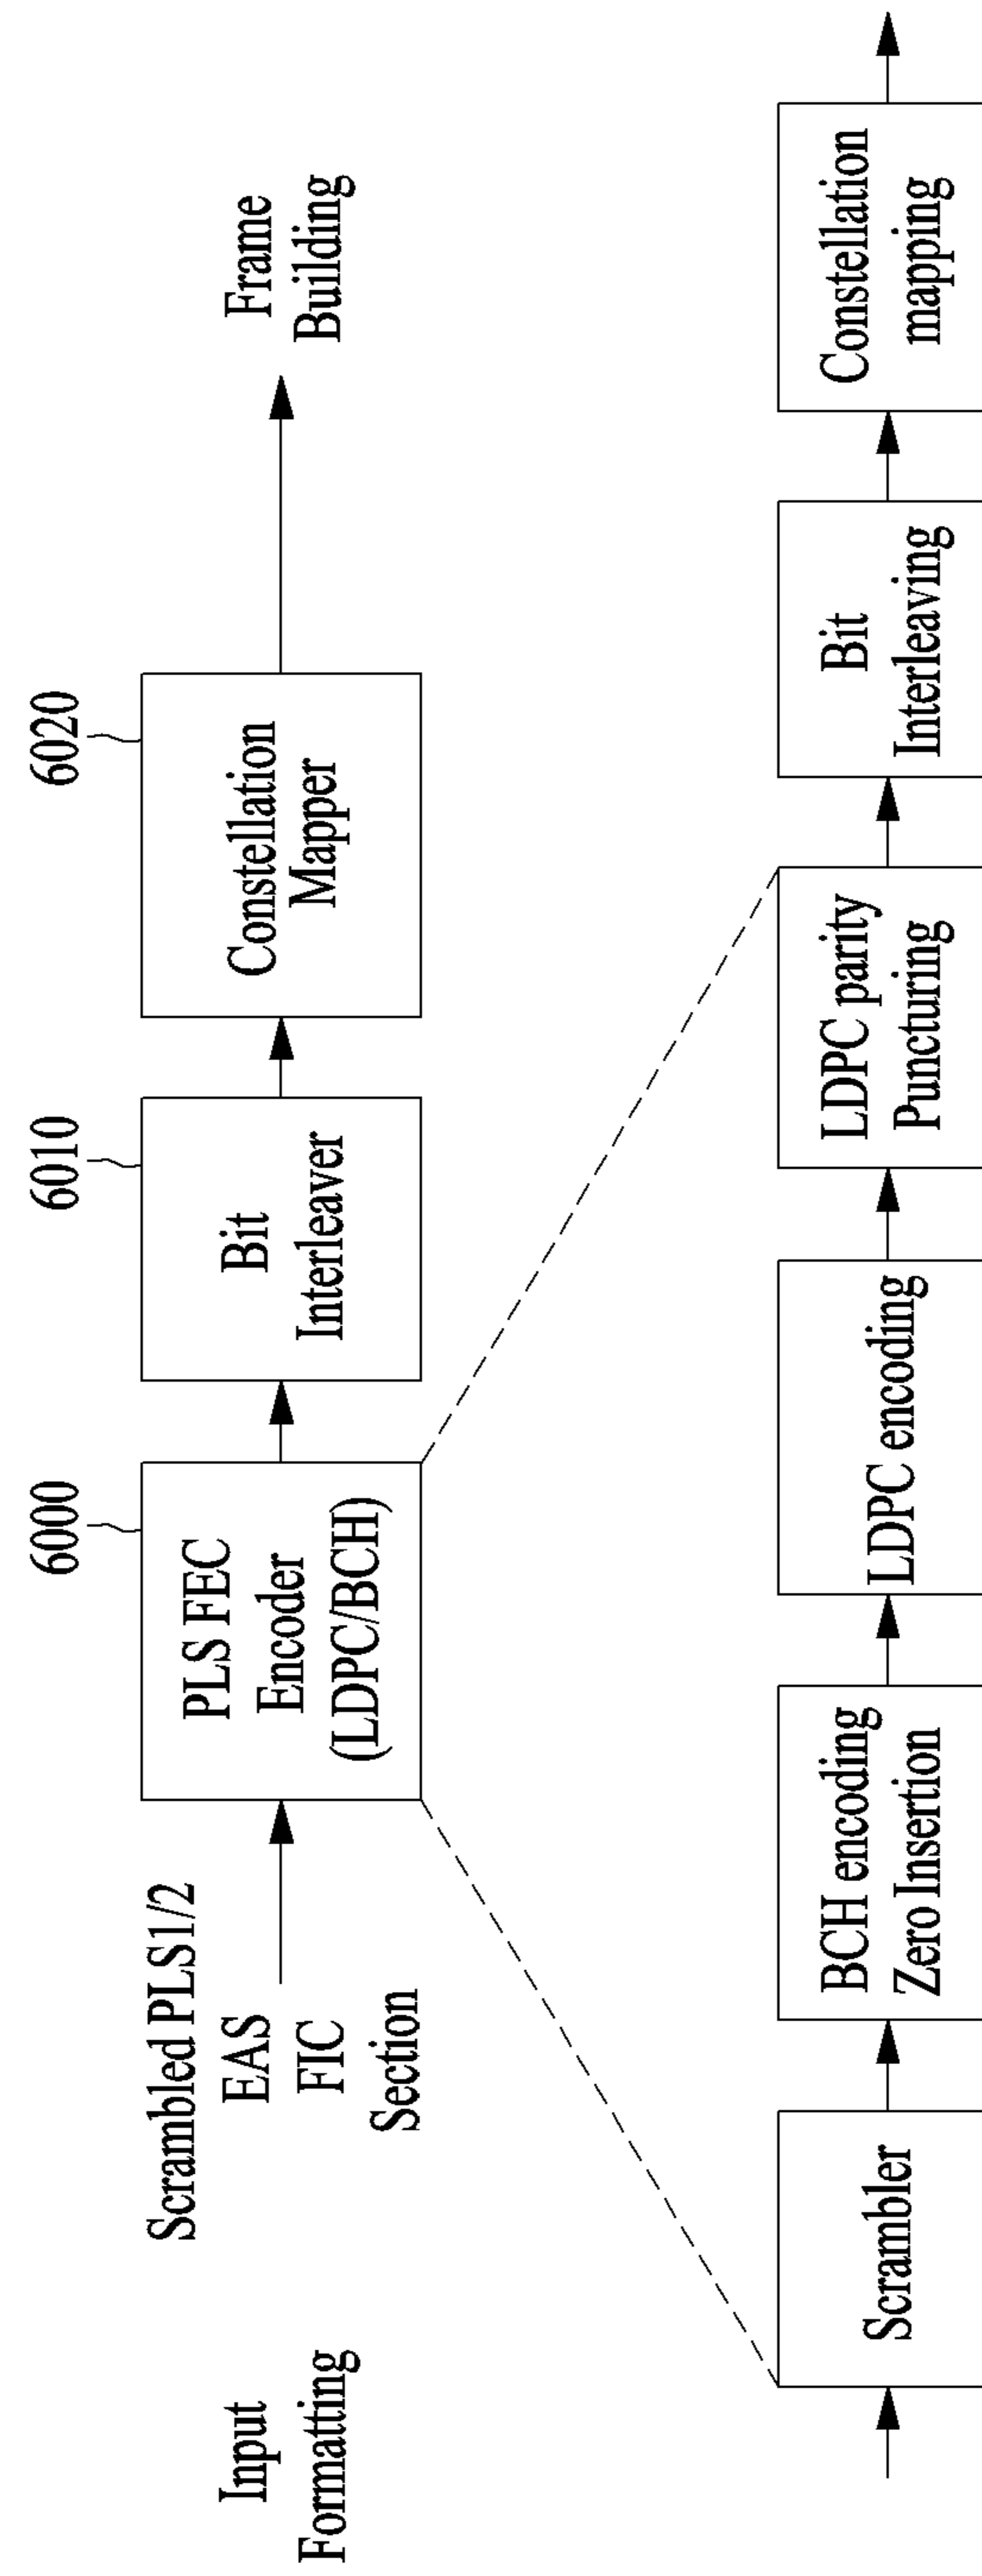 Input
Formatting
Scrambled PLS1/2
EAS
FIC
Section
6000
PLS FEC
Encoder
(LDPC/BCH)
6010
Bit
Interleaver
6020
Constellation
Mapper
Frame
Building
Scrambler
BCH encoding
Zero Insertion
LDPC encoding
LDPC parity
Puncturing
Bit
Interleaving
Constellation
mapping